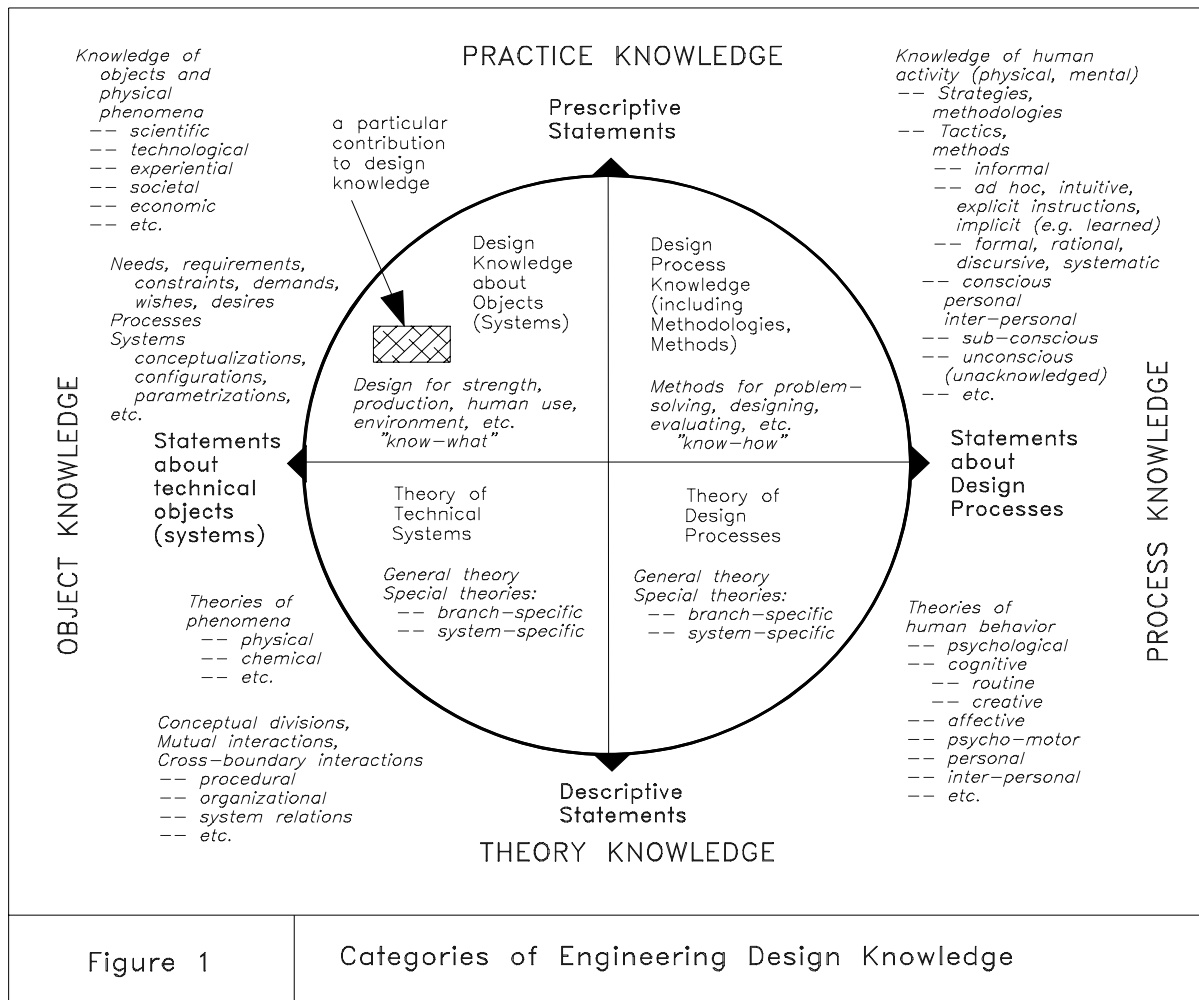 PRACTICE KNOWLEDGE
Prescriptive
Statements
Knowledge of
objects and
physical
phenomena
-- scientific
-- technological
-- experiential
-- societal
-- economic
-- etc.
Needs, requirements,
constraints, demands,
wishes, desires
Processes
Systems
conceptualizations,
configurations,
parametrizations,
etc.
a particular
contribution
to design
knowledge
Knowledge of human
activity (physical, mental)
-- Strategies,
methodologies
-- Tactics,
methods
-- informal
-- ad hoc, intuitive,
explicit instructions,
implicit (e.g. learned)
-- formal, rational,
discursive, systematic
-- conscious
personal
inter-personal
-- sub-conscious
-- unconscious
(unacknowledged)
-- etc.
Design
Knowledge
about
Objects
(Systems)
Design for strength,
production, human use,
environment, etc.
"know-what"
Design
Process
Knowledge
(including
Methodologies,
Methods)
Methods for problem-
solving, designing,
evaluating, etc.
"know-how"
OBJECT KNOWLEDGE
Statements
about
technical
objects
(systems)
Statements
about
Design
Processes
PROCESS KNOWLEDGE
Theory of
Technical
Systems
General theory
Special theories:
-- branch-specific
-- system-specific
Theory of
Design
Processes
General theory
Special theories:
-- branch-specific
-- system-specific
Theories of
phenomena
-- physical
-- chemical
-- etc.
Conceptual divisions,
Mutual interactions,
Cross-boundary interactions
-- procedural
-- organizational
-- system relations
-- etc.
Theories of
human behavior
-- psychological
-- cognitive
-- routine
-- creative
-- affective
-- psycho-motor
-- personal
-- inter-personal
-- etc.
Descriptive
Statements
THEORY KNOWLEDGE
Figure 1
Categories of Engineering Design Knowledge